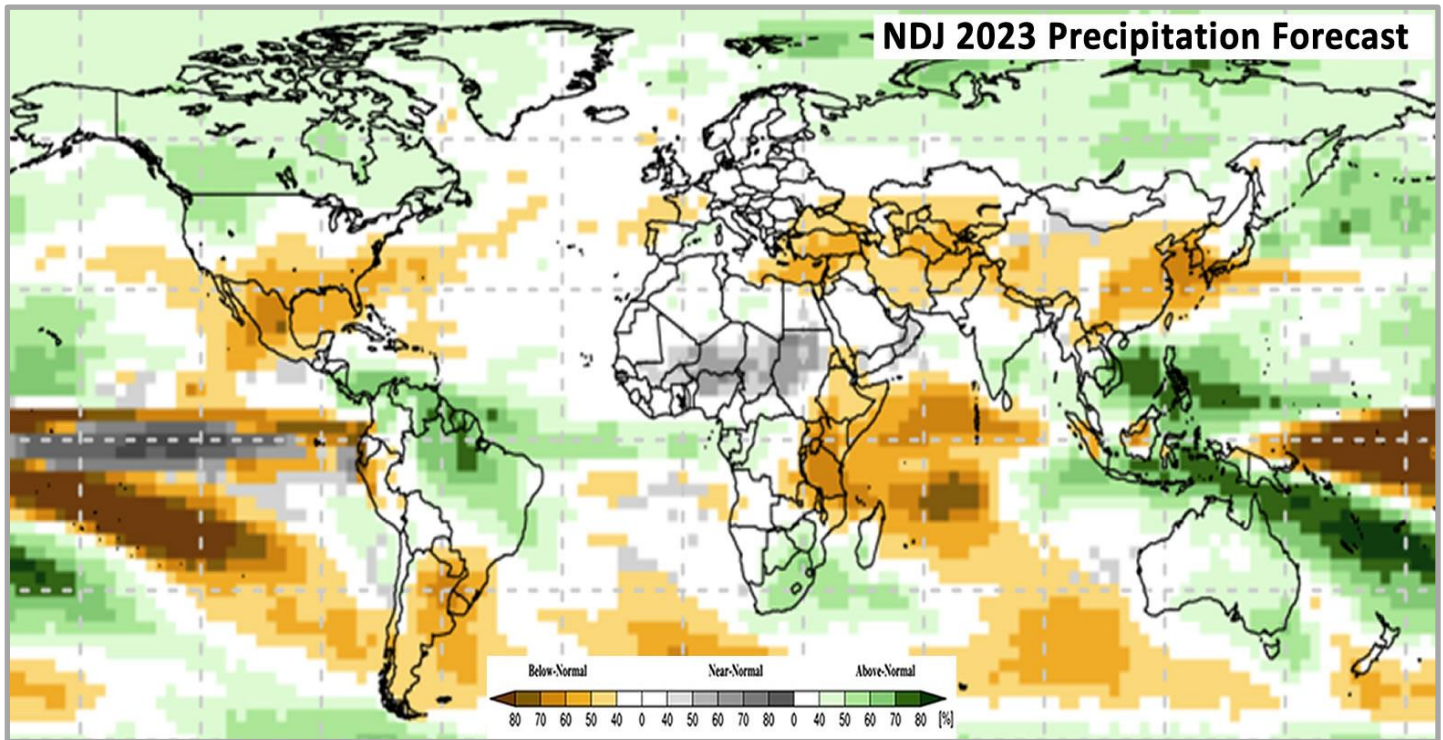 NDJ 2023 Precipitation Forecast
Below-Normal Near-Normal Above-Normal
80 70 60 50 40 0 40 50 60 70 80 0 40 50 60 70 80 [%]